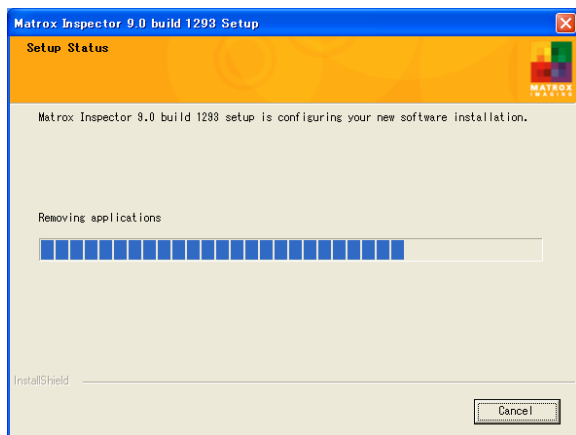 Matrox Inspector 9.0 build 1293 Setup
Setup Status
MATROX
IMAGING
Matrox Inspector 9.0 build 1293 setup is configuring your new software installation.
Removing applications
InstallShield
Cancel